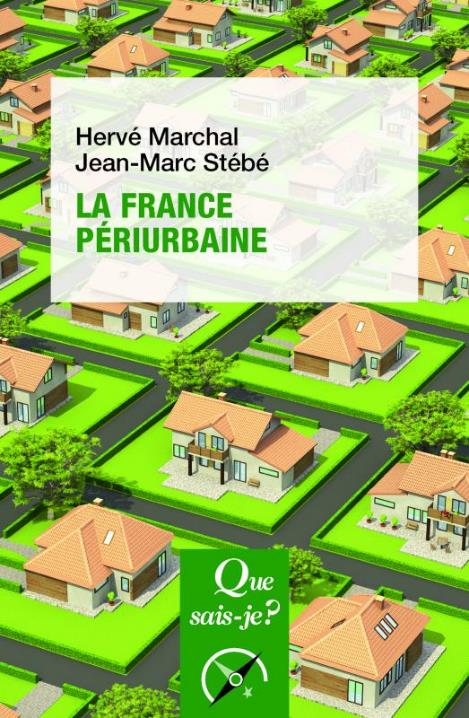 Hervé Marchal
Jean-Marc Stébé
LA FRANCE
PÉRIURBAINE
Que
sais-je?